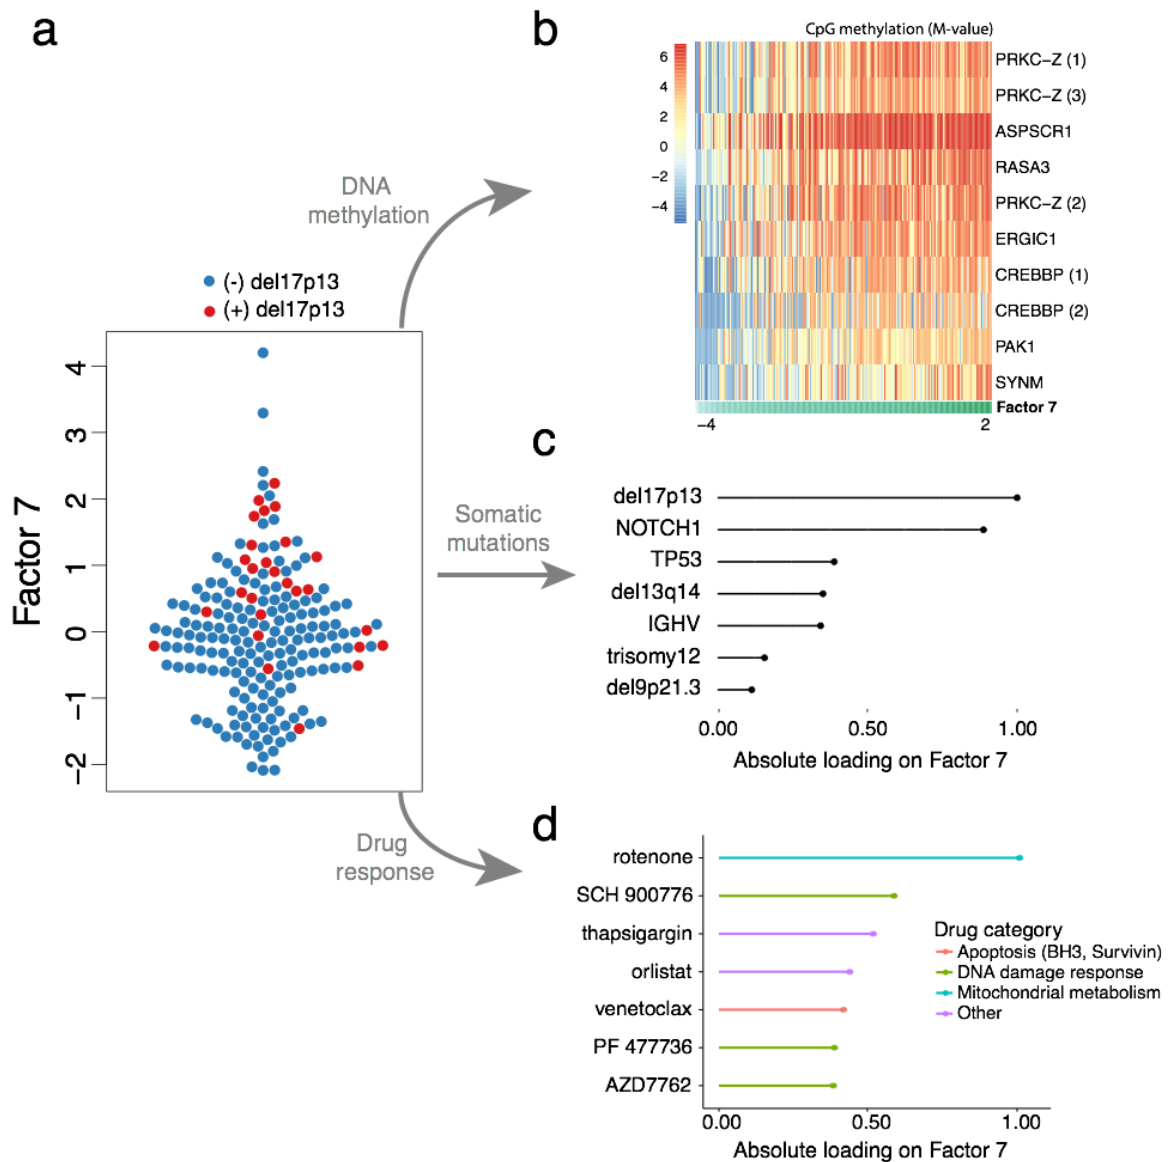 a
(-) del17p13
(+) del17p13
Factor 7
4
3
2
1
0
−1
−2
DNA
methylation
Somatic
mutations
Drug
response
b
CpG methylation (M-value)
6
4
2
0
−2
−4
PRKC−Z (1)
PRKC−Z (3)
ASPSCR1
RASA3
PRKC−Z (2)
ERGIC1
CREBBP (1)
CREBBP (2)
PAK1
SYNM
Factor 7
−4 2
c
del17p13
NOTCH1
TP53
del13q14
IGHV
trisomy12
del9p21.3
0.00 0.50 1.00
Absolute loading on Factor 7
d
rotenone
SCH 900776
thapsigargin
orlistat
venetoclax
PF 477736
AZD7762
Drug category
Apoptosis (BH3, Survivin)
DNA damage response
Mitochondrial metabolism
Other
0.00 0.50 1.00
Absolute loading on Factor 7